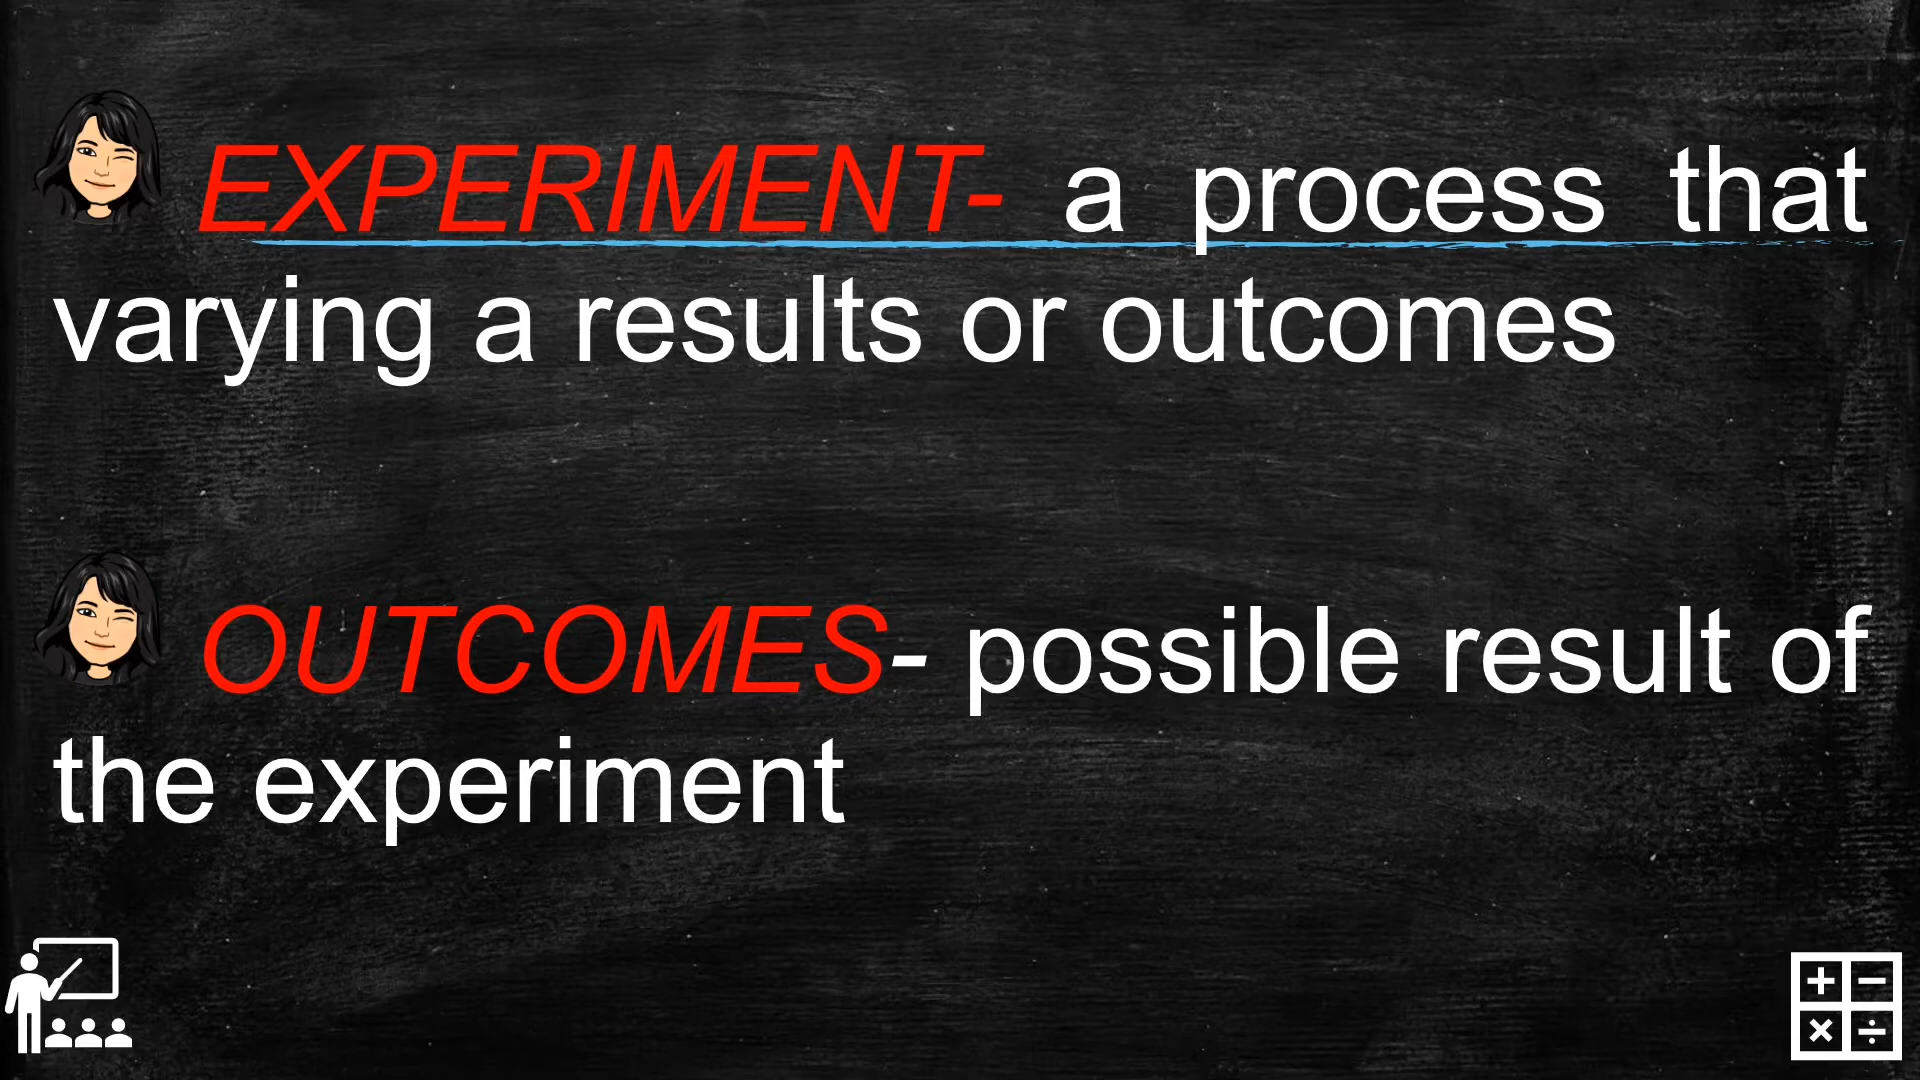 EXPERIMENT- a process that
varying a results or outcomes
OUTCOMES- possible result of
the experiment